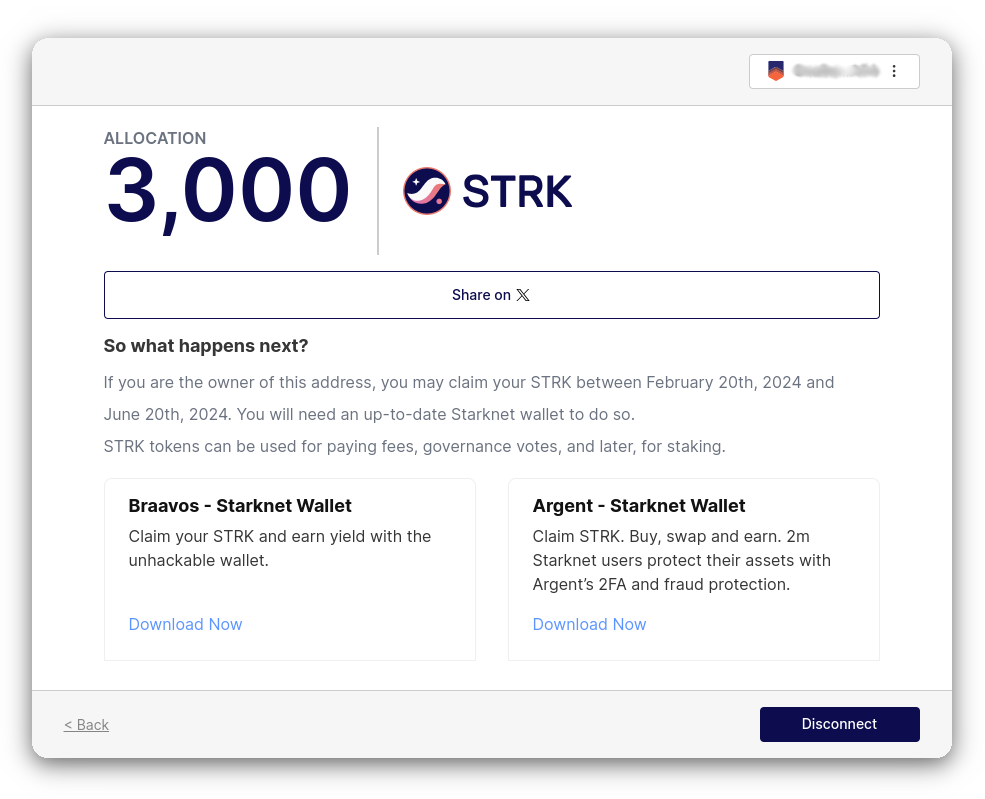 ALLOCATION
3,000
STRK
Share on X
So what happens next?
If you are the owner of this address, you may claim your STRK between February 20th, 2024 and
June 20th, 2024. You will need an up-to-date Starknet wallet to do so.
STRK tokens can be used for paying fees, governance votes, and later, for staking.
Braavos - Starknet Wallet
Claim your STRK and earn yield with the
unhackable wallet.
Download Now
Argent - Starknet Wallet
Claim STRK. Buy, swap and earn. 2m
Starknet users protect their assets with
Argent’s 2FA and fraud protection.
Download Now
< Back
Disconnect